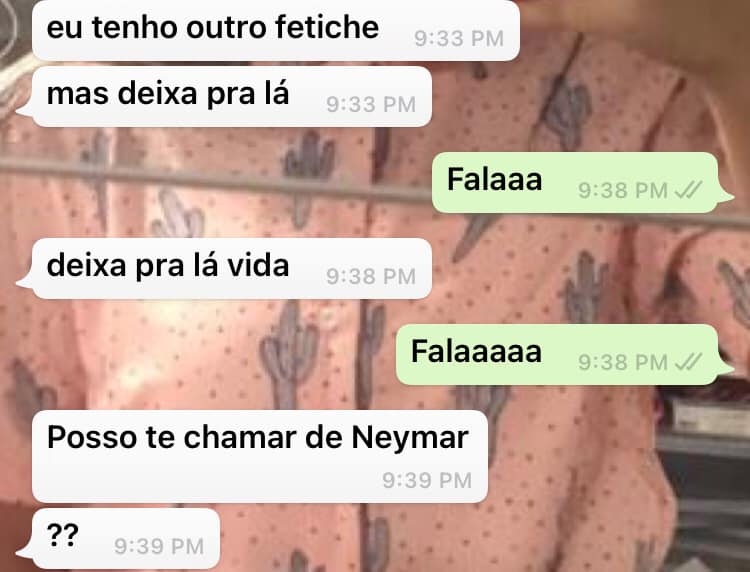 eu tenho outro fetiche 9:33 PM
mas deixa pra lá 9:33 PM
Falaaa 9:38 PM
deixa pra lá vida 9:38 PM
Falaaaaa 9:38 PM
Posso te chamar de Neymar
9:39 PM
?? 9:39 PM